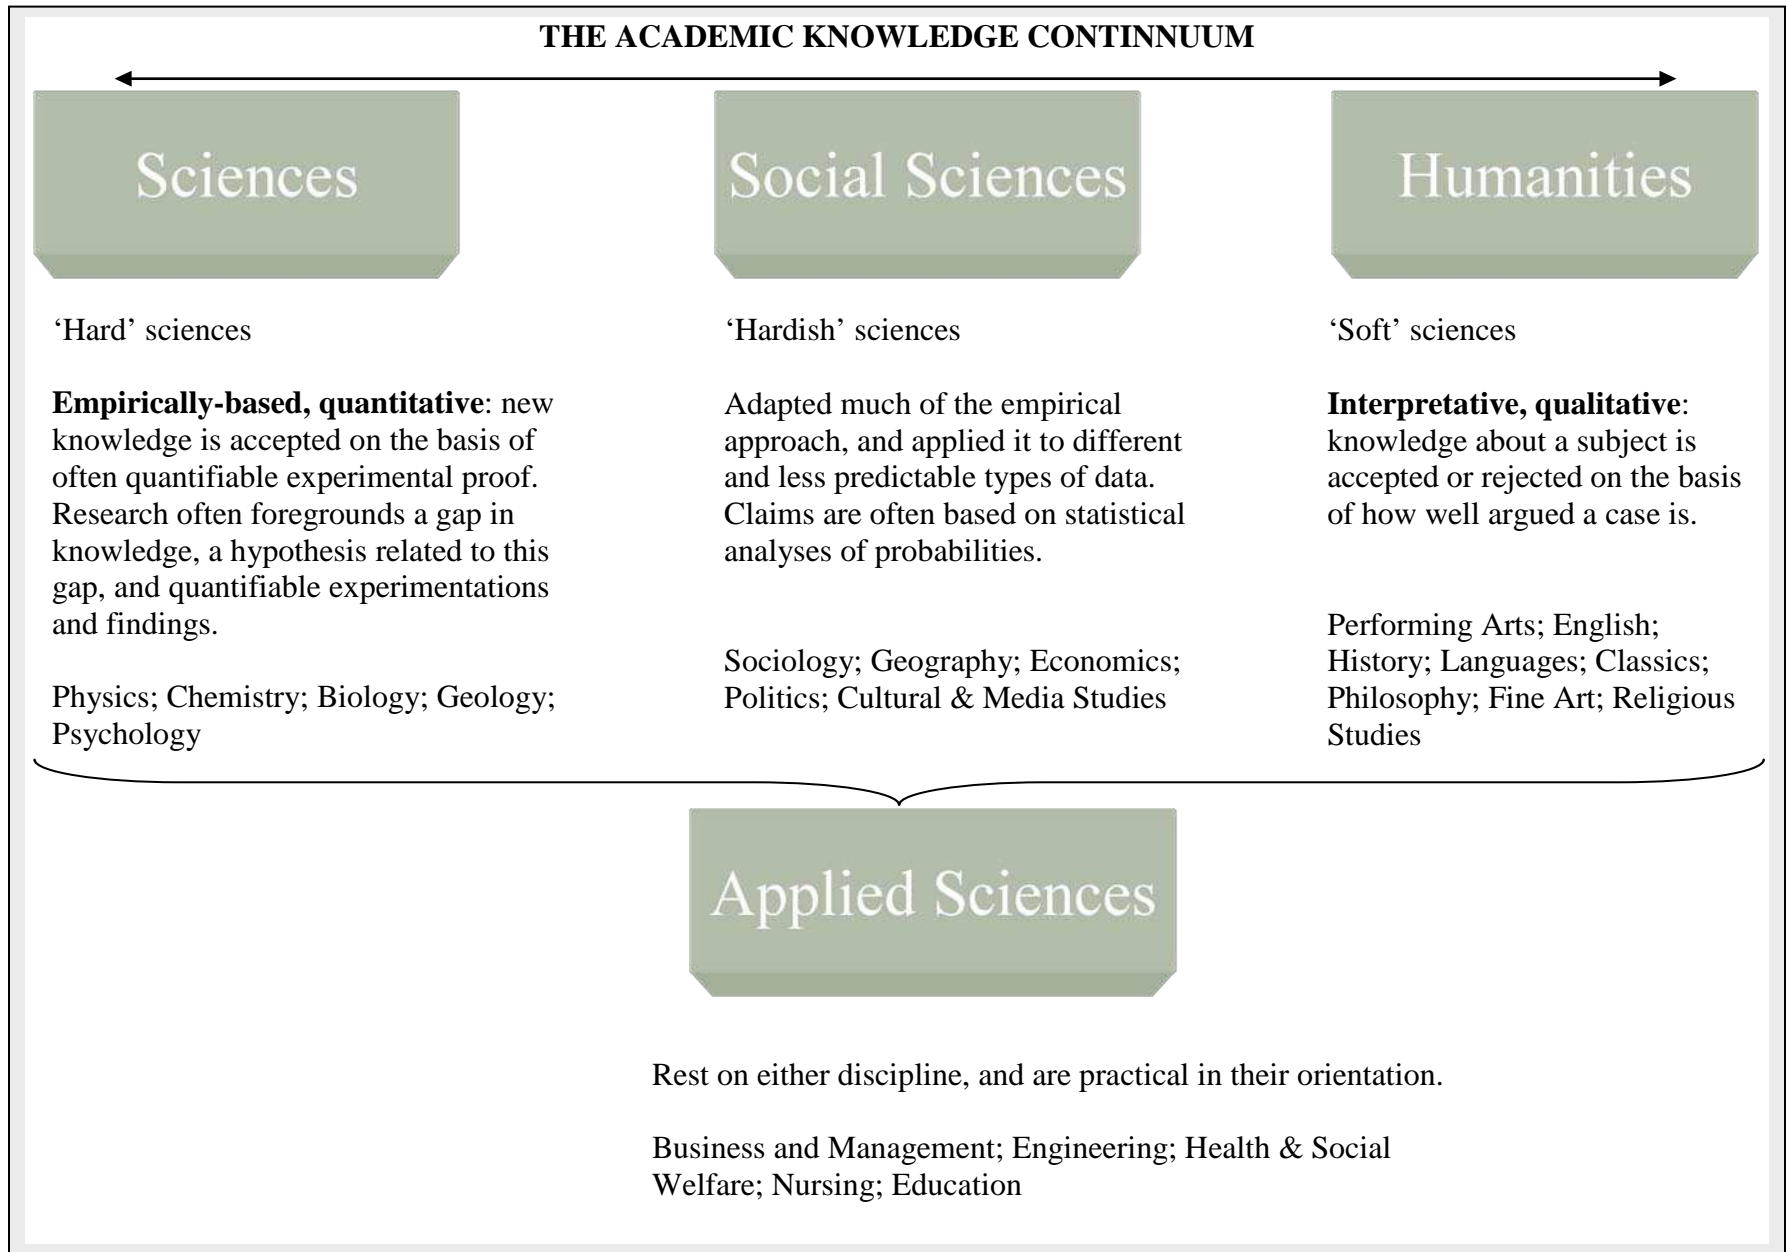 THE ACADEMIC KNOWLEDGE CONTINNUUM
Sciences
‘Hard’ sciences
Empirically-based, quantitative: new
knowledge is accepted on the basis of
often quantifiable experimental proof.
Research often foregrounds a gap in
knowledge, a hypothesis related to this
gap, and quantifiable experimentations
and findings.
Physics; Chemistry; Biology; Geology;
Psychology
Social Sciences
‘Hardish’ sciences
Adapted much of the empirical
approach, and applied it to different
and less predictable types of data.
Claims are often based on statistical
analyses of probabilities.
Sociology; Geography; Economics;
Politics; Cultural & Media Studies
Humanities
‘Soft’ sciences
Interpretative, qualitative:
knowledge about a subject is
accepted or rejected on the basis
of how well argued a case is.
Performing Arts; English;
History; Languages; Classics;
Philosophy; Fine Art; Religious
Studies
Applied Sciences
Rest on either discipline, and are practical in their orientation.
Business and Management; Engineering; Health & Social
Welfare; Nursing; Education